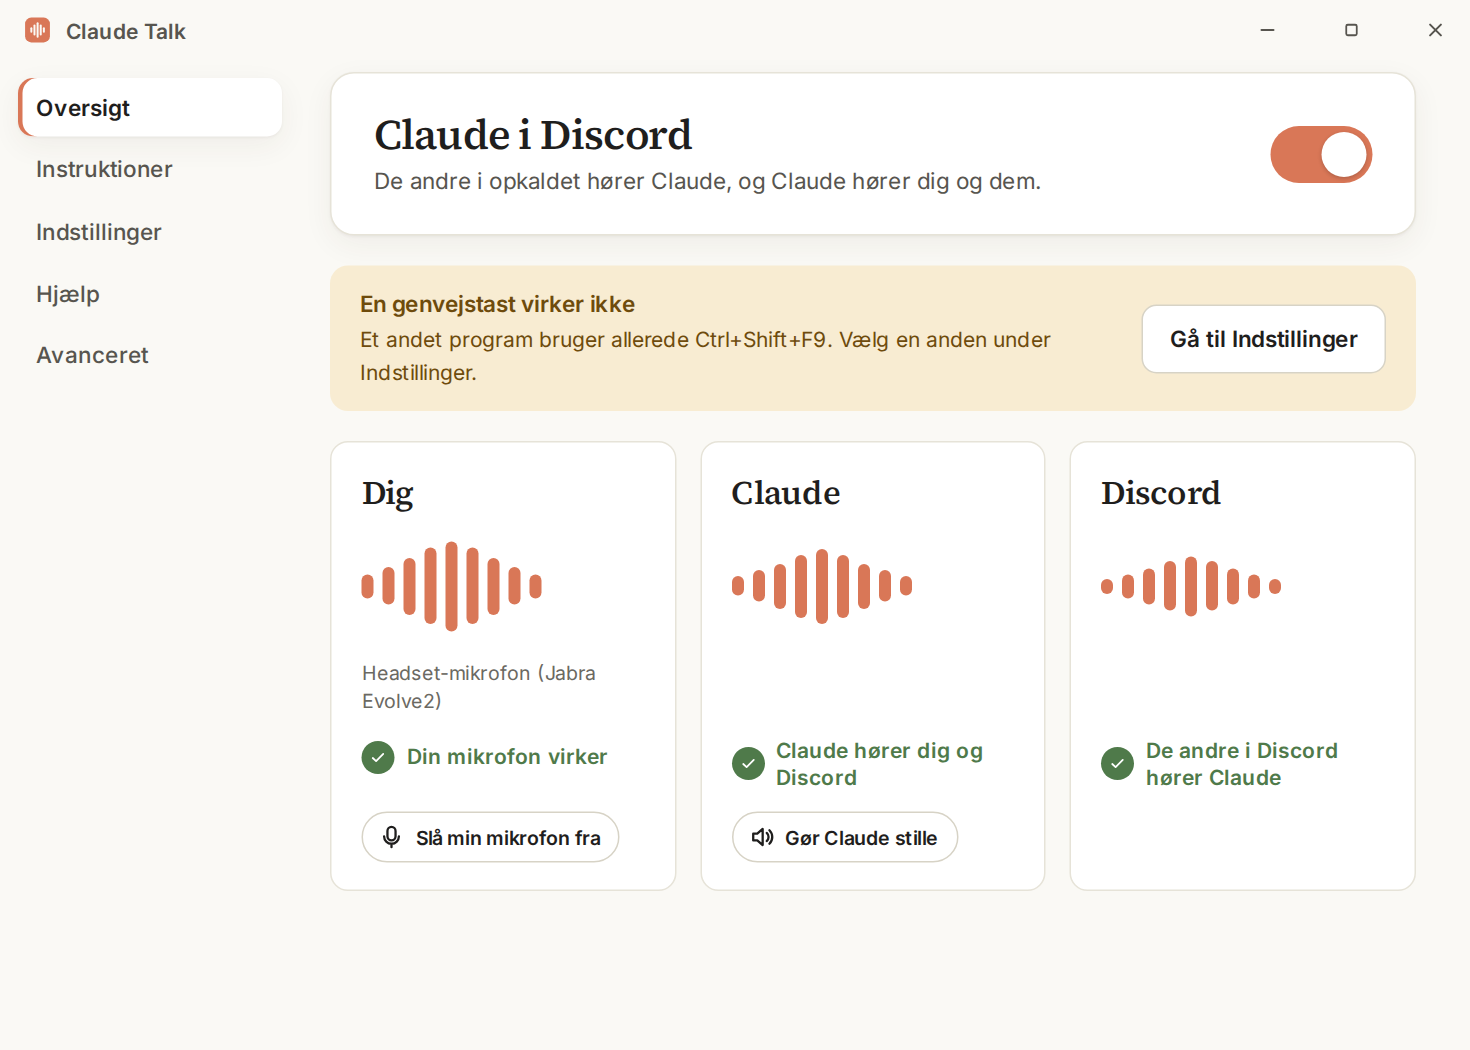 Claude Talk
Oversigt
Instruktioner
Indstillinger
Hjælp
Avanceret
Claude i Discord
De andre i opkaldet hører Claude, og Claude hører dig og dem.
En genvejstast virker ikke
Et andet program bruger allerede Ctrl+Shift+F9. Vælg en anden under
Indstillinger.
Gå til Indstillinger
Dig
Headset-mikrofon (Jabra
Evolve2)
Din mikrofon virker
Slå min mikrofon fra
Claude
Claude hører dig og
Discord
Gør Claude stille
Discord
De andre i Discord
hører Claude